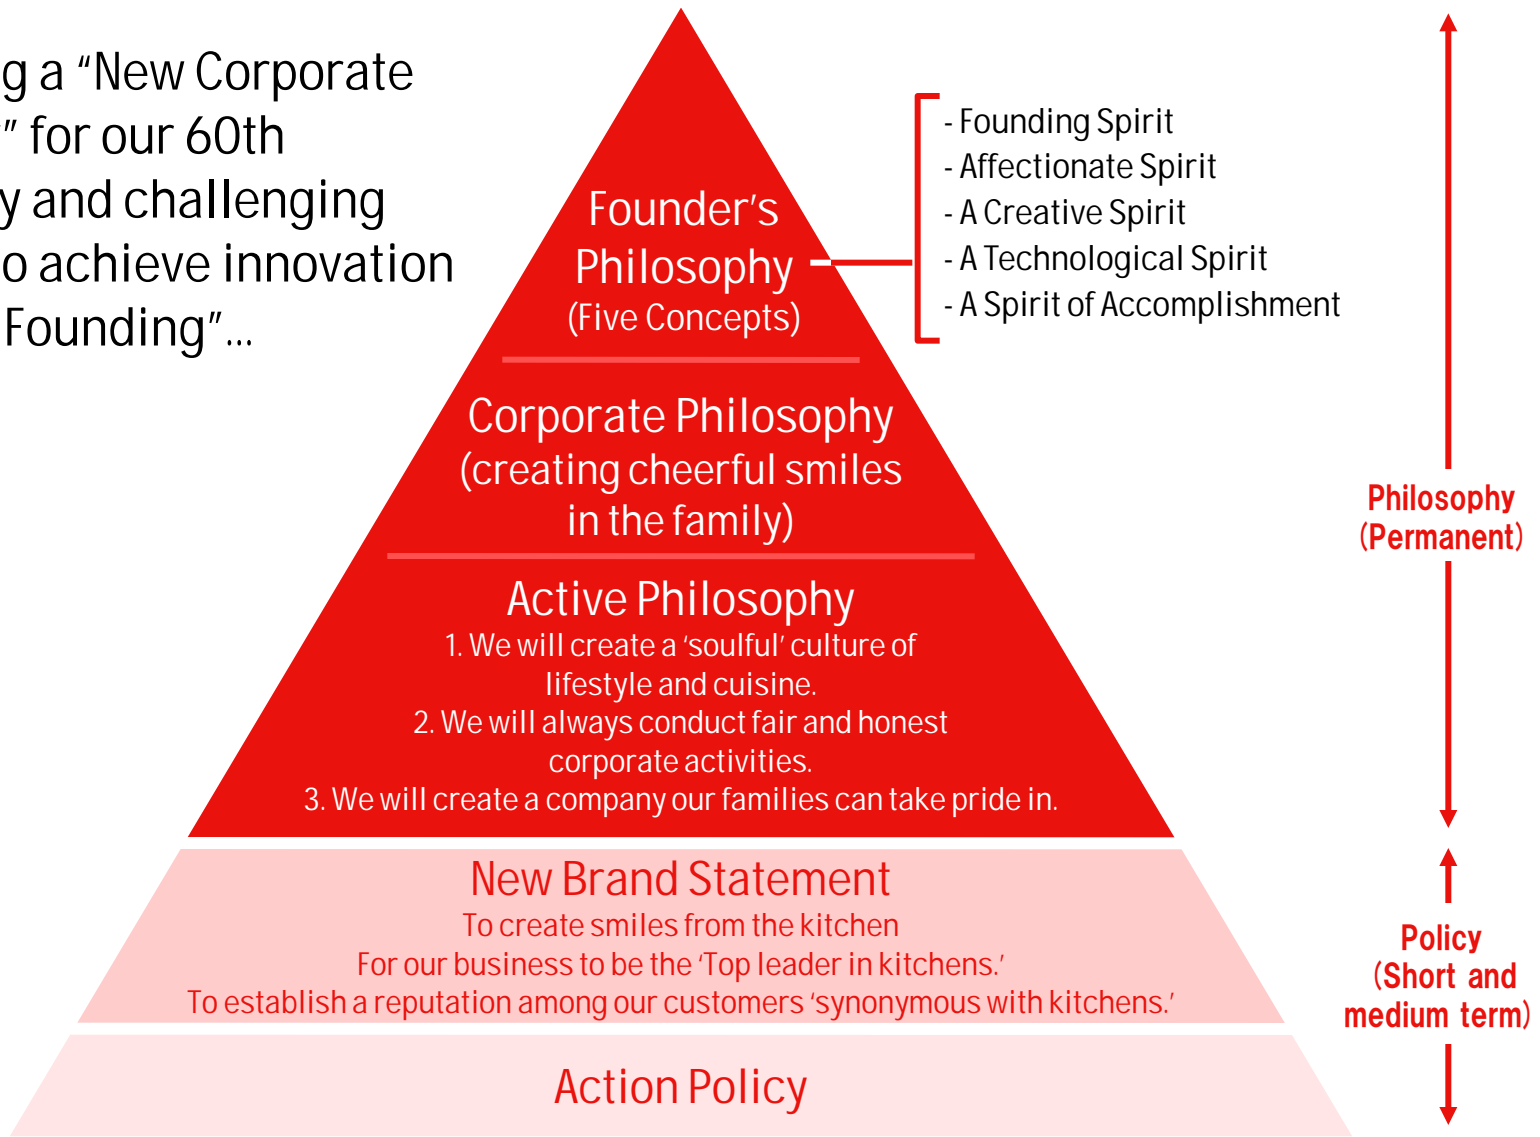 g a “New Corporate
” for our 60th
y and challenging
o achieve innovation
Founding”...
Founder’s
Philosophy
(Five Concepts)
- Founding Spirit
- Affectionate Spirit
- A Creative Spirit
- A Technological Spirit
- A Spirit of Accomplishment
Corporate Philosophy
(creating cheerful smiles
in the family)
Active Philosophy
1. We will create a ‘soulful’ culture of
lifestyle and cuisine.
2. We will always conduct fair and honest
corporate activities.
3. We will create a company our families can take pride in.
Philosophy
(Permanent)
New Brand Statement
To create smiles from the kitchen
For our business to be the ‘Top leader in kitchens.’
To establish a reputation among our customers ‘synonymous with kitchens.’
Policy
(Short and
medium term)
Action Policy